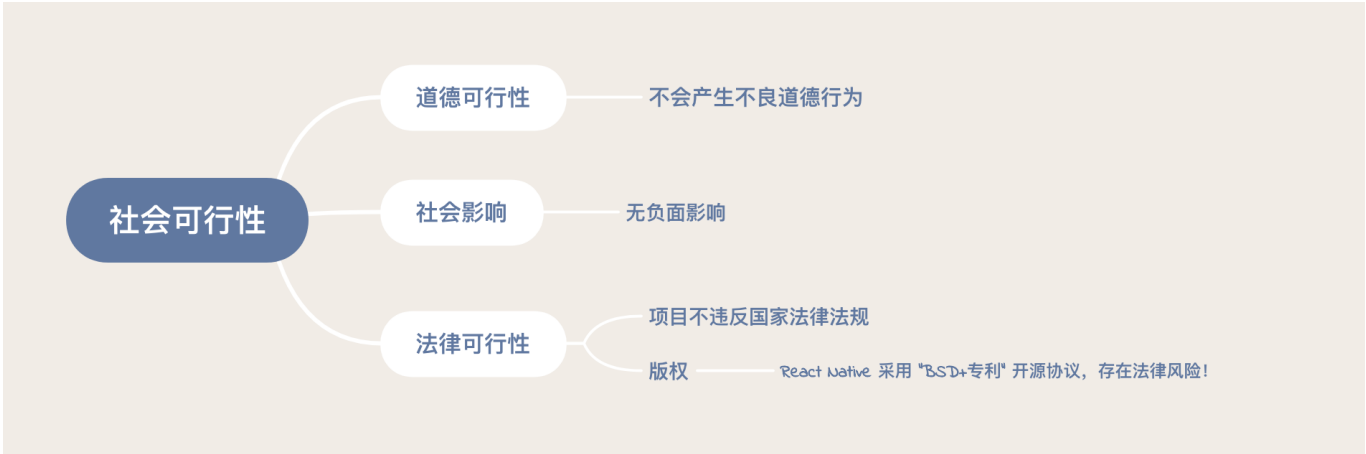 社会可行性
道德可行性
不会产生不良道德行为
社会影响
无负面影响
法律可行性
项目不违反国家法律法规
版权
React Native 采用 "BSD+专利" 开源协议，存在法律风险！